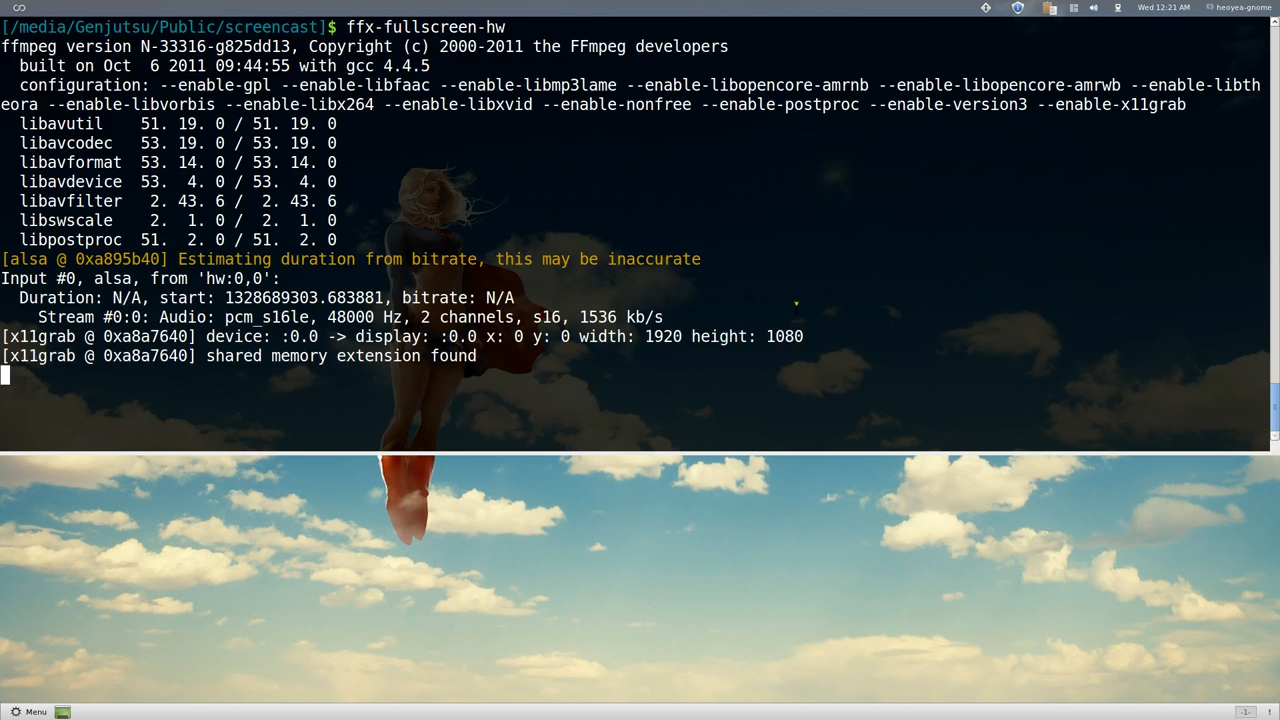 Wed 12:21 AM heoyea-gnome
[/media/Genjutsu/Public/screencast]$ ffx-fullscreen-hw
ffmpeg version N-33316-g825dd13, Copyright (c) 2000-2011 the FFmpeg developers
  built on Oct  6 2011 09:44:55 with gcc 4.4.5
  configuration: --enable-gpl --enable-libfaac --enable-libmp3lame --enable-libopencore-amrnb --enable-libopencore-amrwb --enable-libth
eora --enable-libvorbis --enable-libx264 --enable-libxvid --enable-nonfree --enable-postproc --enable-version3 --enable-x11grab
  libavutil    51. 19. 0 / 51. 19. 0
  libavcodec   53. 19. 0 / 53. 19. 0
  libavformat  53. 14. 0 / 53. 14. 0
  libavdevice  53.  4. 0 / 53.  4. 0
  libavfilter   2. 43. 6 /  2. 43. 6
  libswscale    2.  1. 0 /  2.  1. 0
  libpostproc  51.  2. 0 / 51.  2. 0
[alsa @ 0xa895b40] Estimating duration from bitrate, this may be inaccurate
Input #0, alsa, from 'hw:0,0':
  Duration: N/A, start: 1328689303.683881, bitrate: N/A
    Stream #0:0: Audio: pcm_s16le, 48000 Hz, 2 channels, s16, 1536 kb/s
[x11grab @ 0xa8a7640] device: :0.0 -> display: :0.0 x: 0 y: 0 width: 1920 height: 1080
[x11grab @ 0xa8a7640] shared memory extension found
Menu -1- !